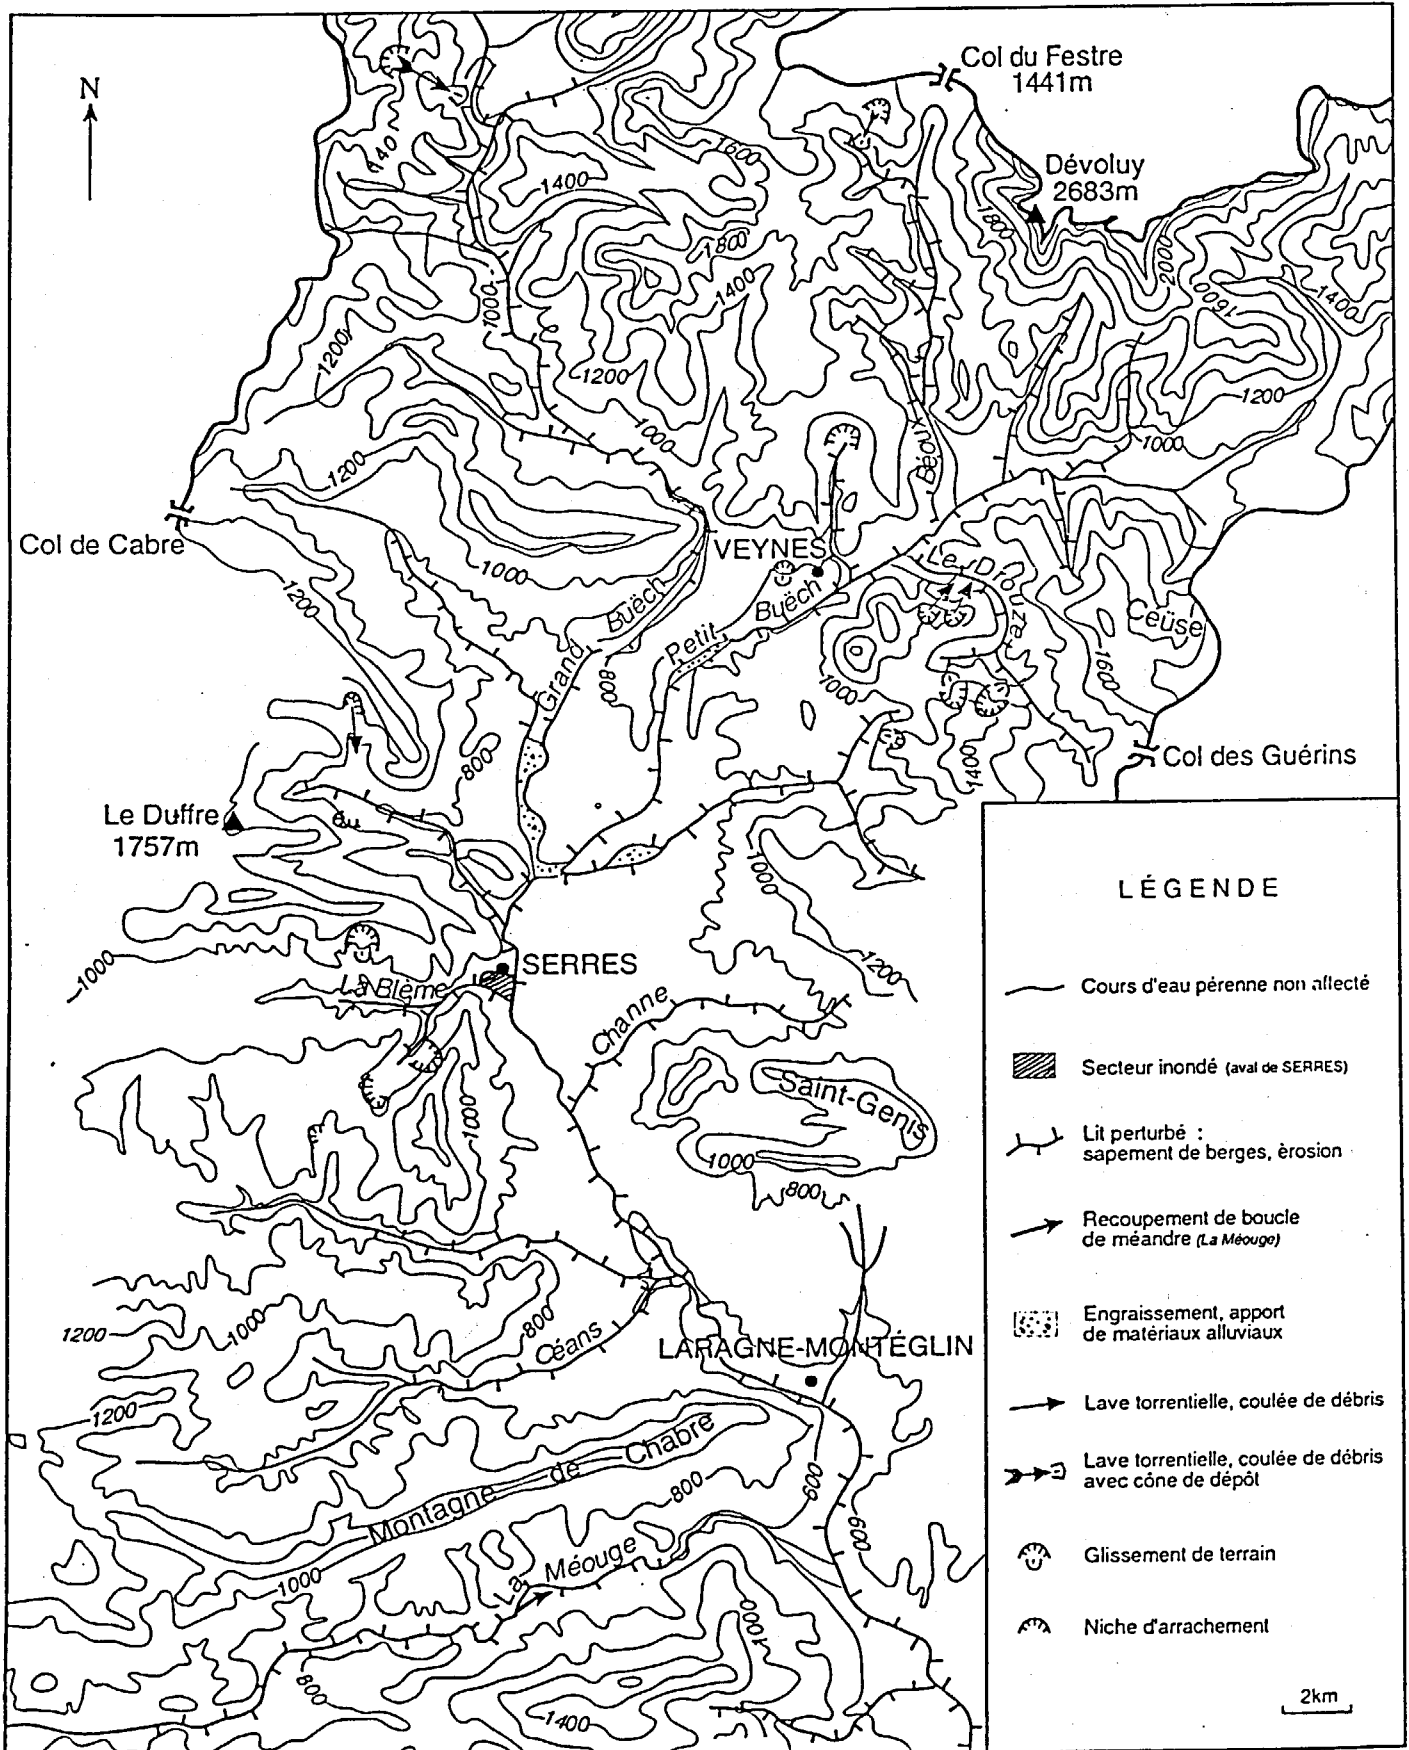 N
Col du Festre
1441m
Dévoluy
2683m
140
1600
1400
1800
1800
2000
1400
1600
1400
1000
1200
1200
1200
1000
1000
1200
Béoux
Col de Cabre
1000
VEYNES
Le Drouzet
1200
Buëch
Buëch
Céüse
Grand
Petit
800
1000
1600
800
1400
Col des Guérins
Le Duffre
1757m
1000
LÉGENDE
1000
SERRES
1200
La Blème
Channe
Cours d'eau pérenne non affecté
Secteur inondé (aval de SERRES)
Saint-Genis
1000
Lit perturbé :
sapement de berges, èrosion
1000
800
Recoupement de boucle
de méandre (La Méouge)
1200
1000
800
Céans
LARAGNE-MONTÉGLIN
Engraissement, apport
de matériaux alluviaux
1200
Lave torrentielle, coulée de débris
Montagne de Chabre
800
600
600
Lave torrentielle, coulée de débris
avec cône de dépôt
La Méouge
1000
Glissement de terrain
1000
Niche d'arrachement
800
1400
2km